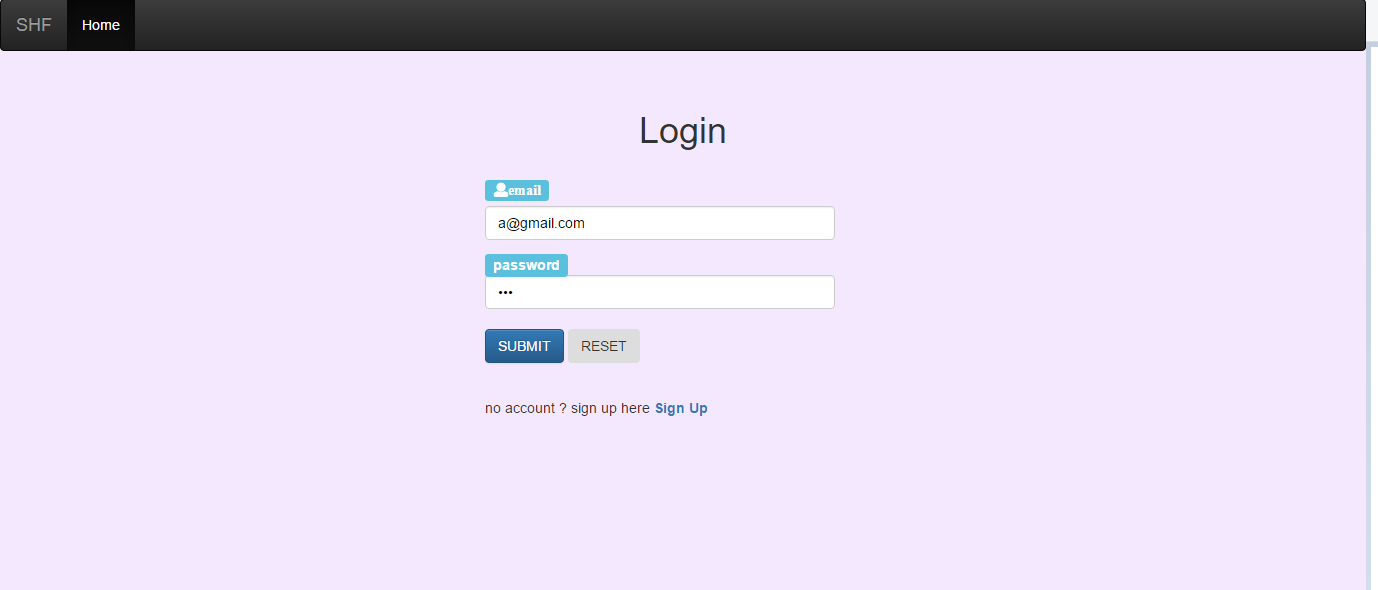 SHF Home
Login
email
a@gmail.com
password
•••
SUBMIT RESET
no account ? sign up here Sign Up